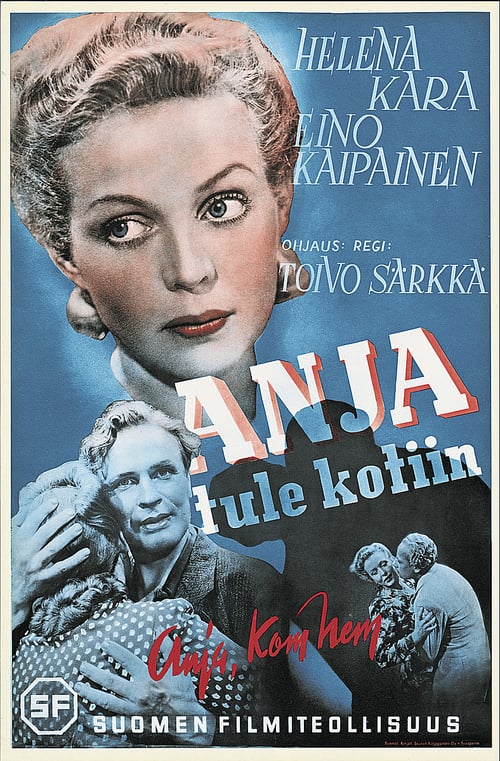 HELENA
KARA
EINO
KAIPAINEN
OHJAUS: REGI:
TOIVO SÄRKKÄ
ANJA
tule kotiin
Anja, kom hem
SF
SUOMEN FILMITEOLLISUUS